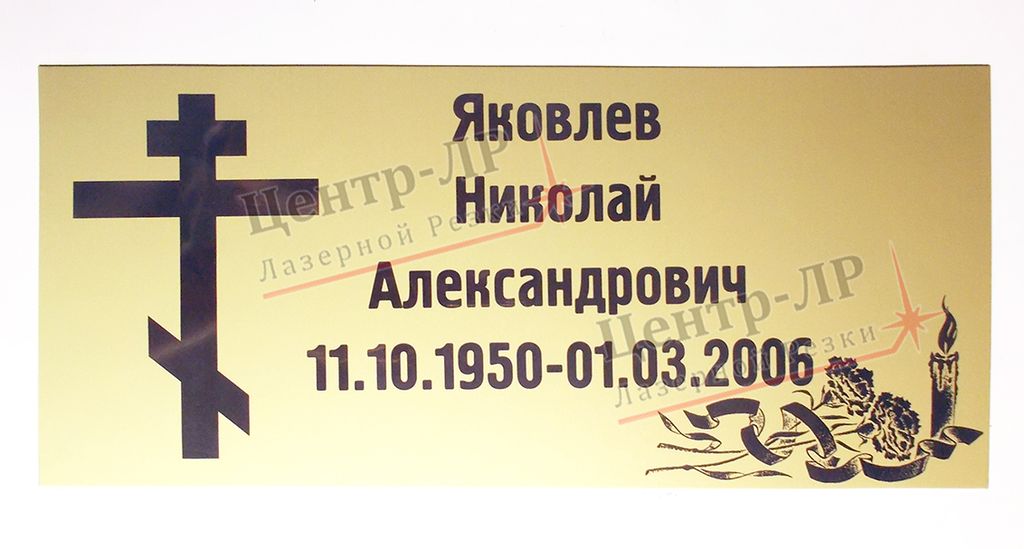 Яковлев
Николай
Александрович
11.10.1950-01.03.2006
Центр-ЛР
Лазерной Резки
Центр-ЛР
Лазерной Резки